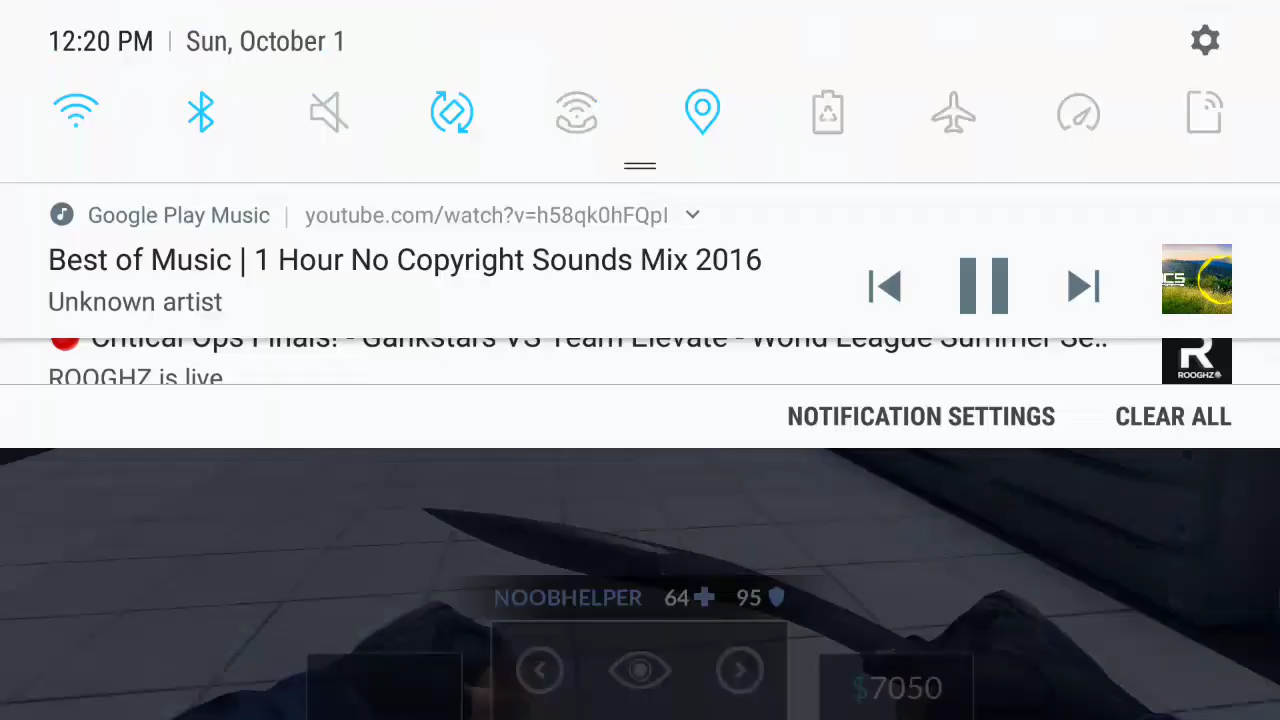 12:20 PM | Sun, October 1
Google Play Music | youtube.com/watch?v=h58qk0hFQpI
Best of Music | 1 Hour No Copyright Sounds Mix 2016
Unknown artist
Critical Ops Finals! - Gankstars VS Team Elevate - World League Summer Se..
ROOGHZ is live
R
ROOGHZ
NOTIFICATION SETTINGS CLEAR ALL
NOOBHELPER 64 95
$7050